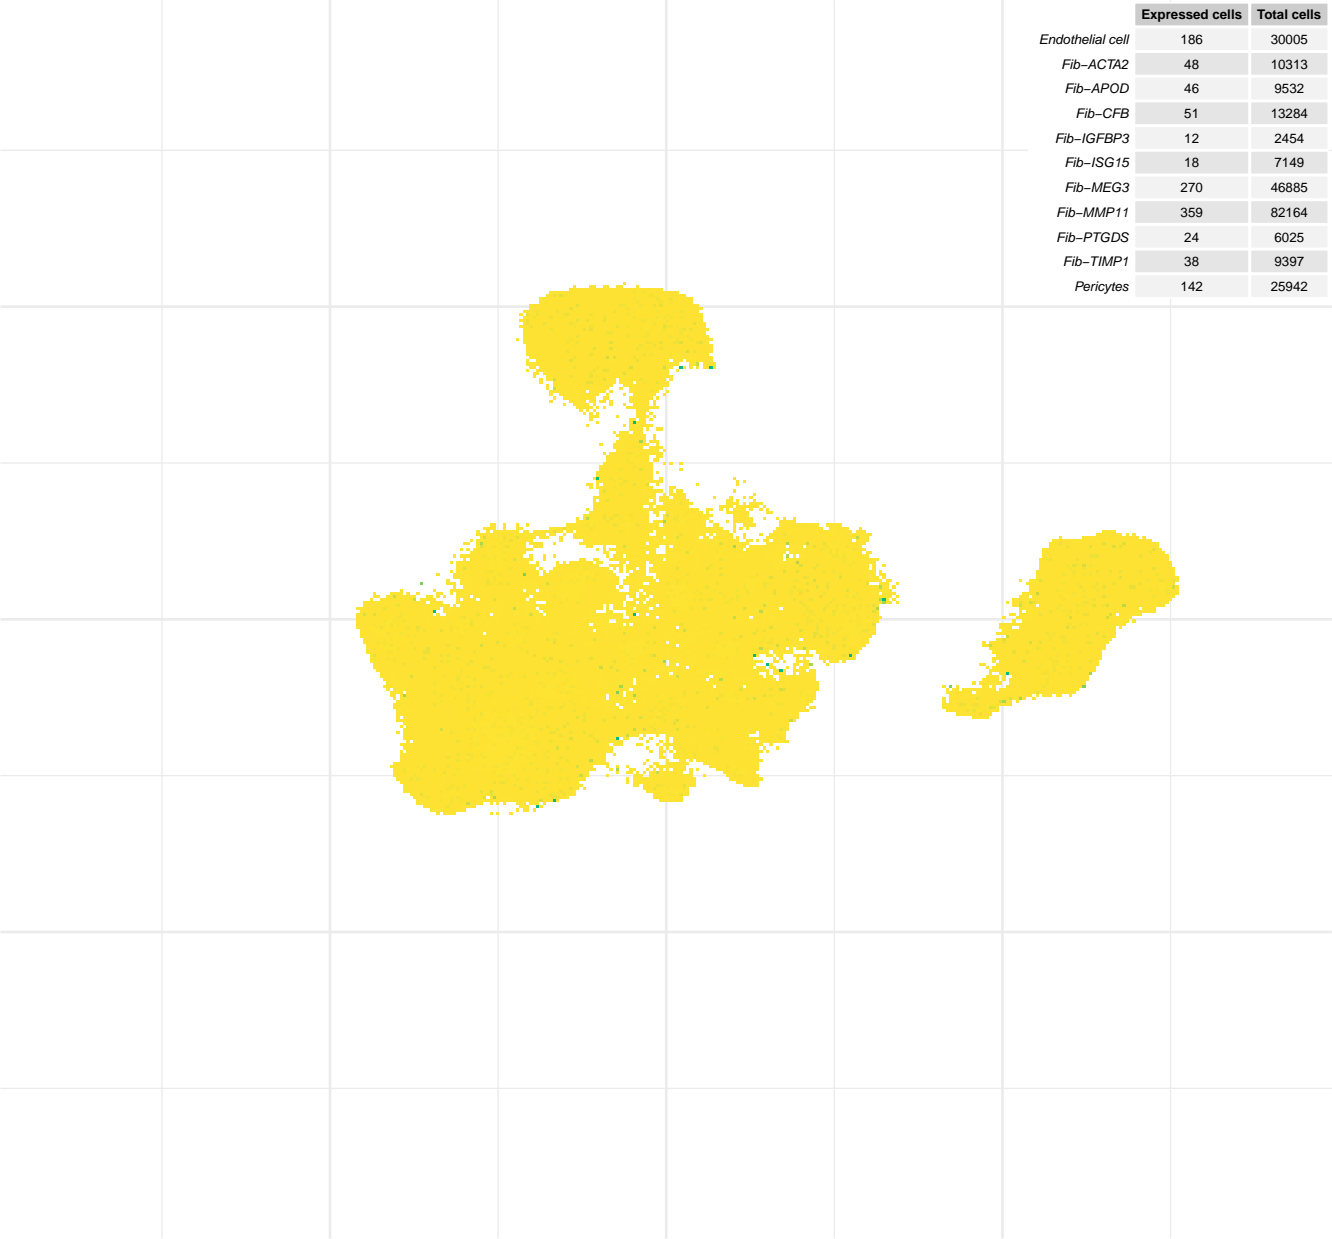 Expressed cells Total cells
Endothelial cell 186 30005
Fib−ACTA2 48 10313
Fib−APOD 46 9532
Fib−CFB 51 13284
Fib−IGFBP3 12 2454
Fib−ISG15 18 7149
Fib−MEG3 270 46885
Fib−MMP11 359 82164
Fib−PTGDS 24 6025
Fib−TIMP1 38 9397
Pericytes 142 25942